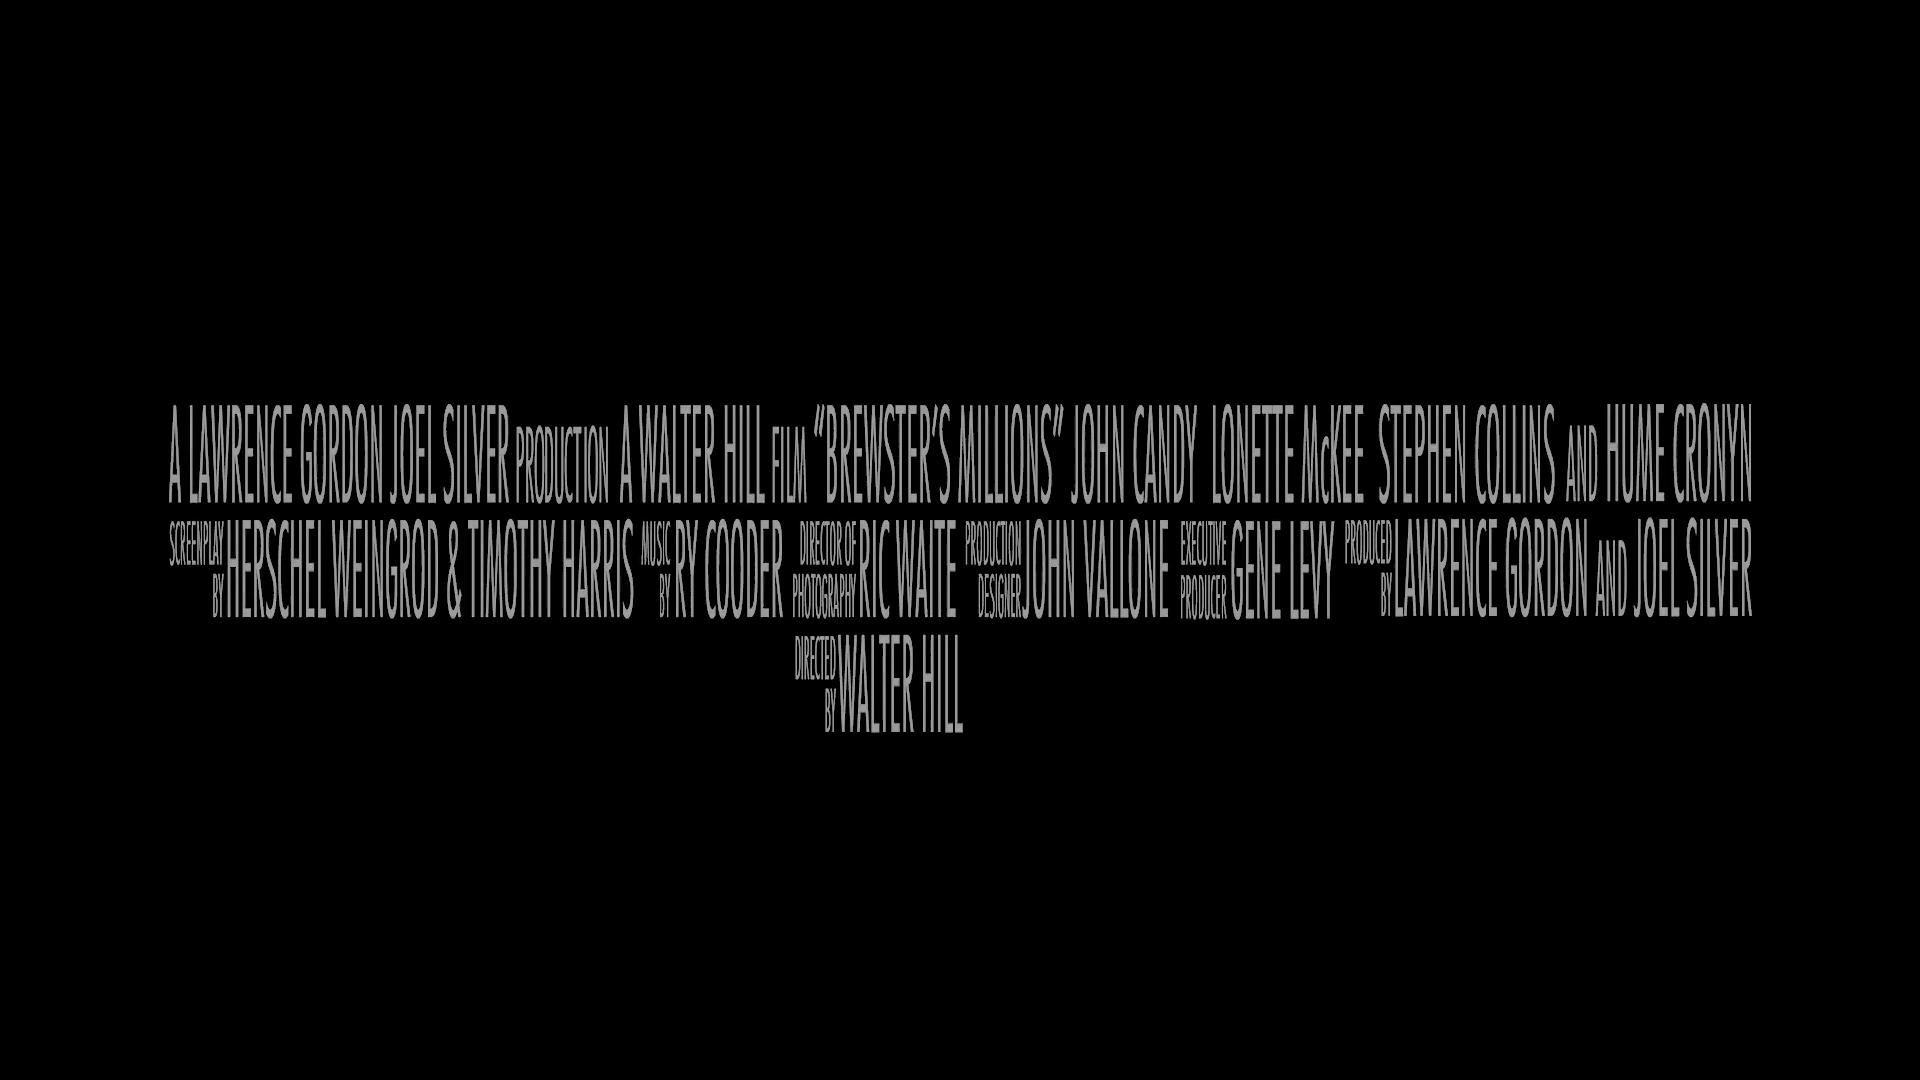 A LAWRENCE GORDON JOEL SILVER PRODUCTION A WALTER HILL FILM “BREWSTER’S MILLIONS” JOHN CANDY LONETTE McKEE STEPHEN COLLINS AND HUME CRONYN
SCREENPLAY BY HERSCHEL WEINGROD & TIMOTHY HARRIS MUSIC BY RY COODER DIRECTOR OF PHOTOGRAPHY RIC WAITE PRODUCTION DESIGNER JOHN VALLONE EXECUTIVE PRODUCER GENE LEVY PRODUCED BY LAWRENCE GORDON AND JOEL SILVER
DIRECTED BY WALTER HILL